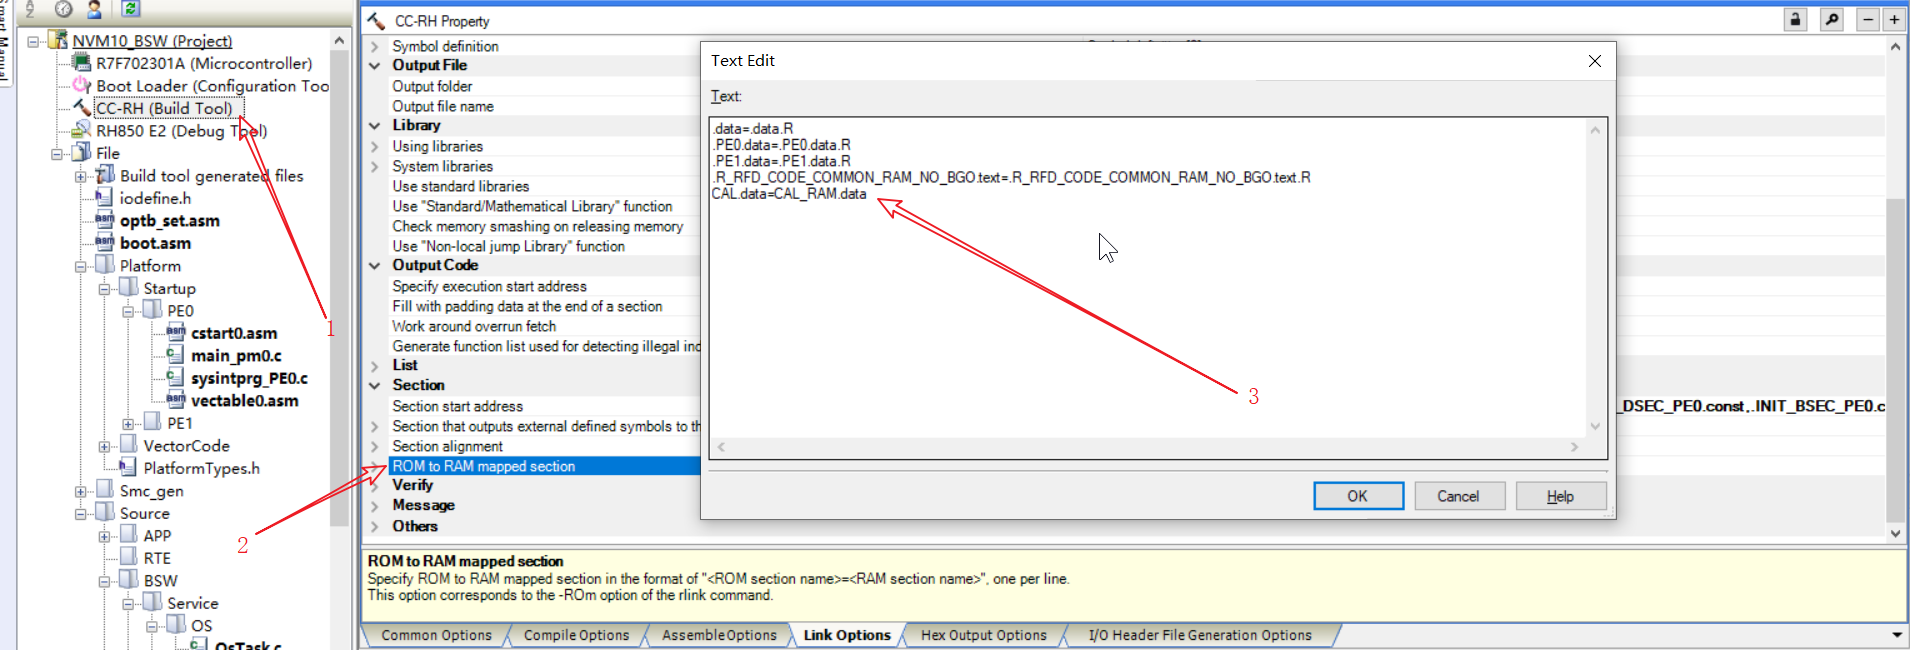 Smart Manual
NVM10_BSW (Project)
R7F702301A (Microcontroller)
Boot Loader (Configuration Too
CC-RH (Build Tool)
RH850 E2 (Debug Tool)
File
Build tool generated files
iodefine.h
optb_set.asm
boot.asm
Platform
Startup
PE0
cstart0.asm
main_pm0.c
sysintprg_PE0.c
vectable0.asm
PE1
VectorCode
PlatformTypes.h
Smc_gen
Source
APP
RTE
BSW
Service
OS
OsTask.c
1
2
CC-RH Property
Symbol definition
Output File
Output folder
Output file name
Library
Using libraries
System libraries
Use standard libraries
Use "Standard/Mathematical Library" function
Check memory smashing on releasing memory
Use "Non-local jump Library" function
Output Code
Specify execution start address
Fill with padding data at the end of a section
Work around overrun fetch
Generate function list used for detecting illegal ind
List
Section
Section start address
Section that outputs external defined symbols to th
Section alignment
ROM to RAM mapped section
Verify
Message
Others
_DSEC_PE0.const,.INIT_BSEC_PE0.c
Text Edit
Text:
.data=.data.R
.PE0.data=.PE0.data.R
.PE1.data=.PE1.data.R
.R_RFD_CODE_COMMON_RAM_NO_BGO.text=.R_RFD_CODE_COMMON_RAM_NO_BGO.text.R
CAL.data=CAL_RAM.data
3
OK
Cancel
Help
ROM to RAM mapped section
Specify ROM to RAM mapped section in the format of "<ROM section name>=<RAM section name>", one per line.
This option corresponds to the -ROm option of the rlink command.
Common Options
Compile Options
Assemble Options
Link Options
Hex Output Options
I/O Header File Generation Options